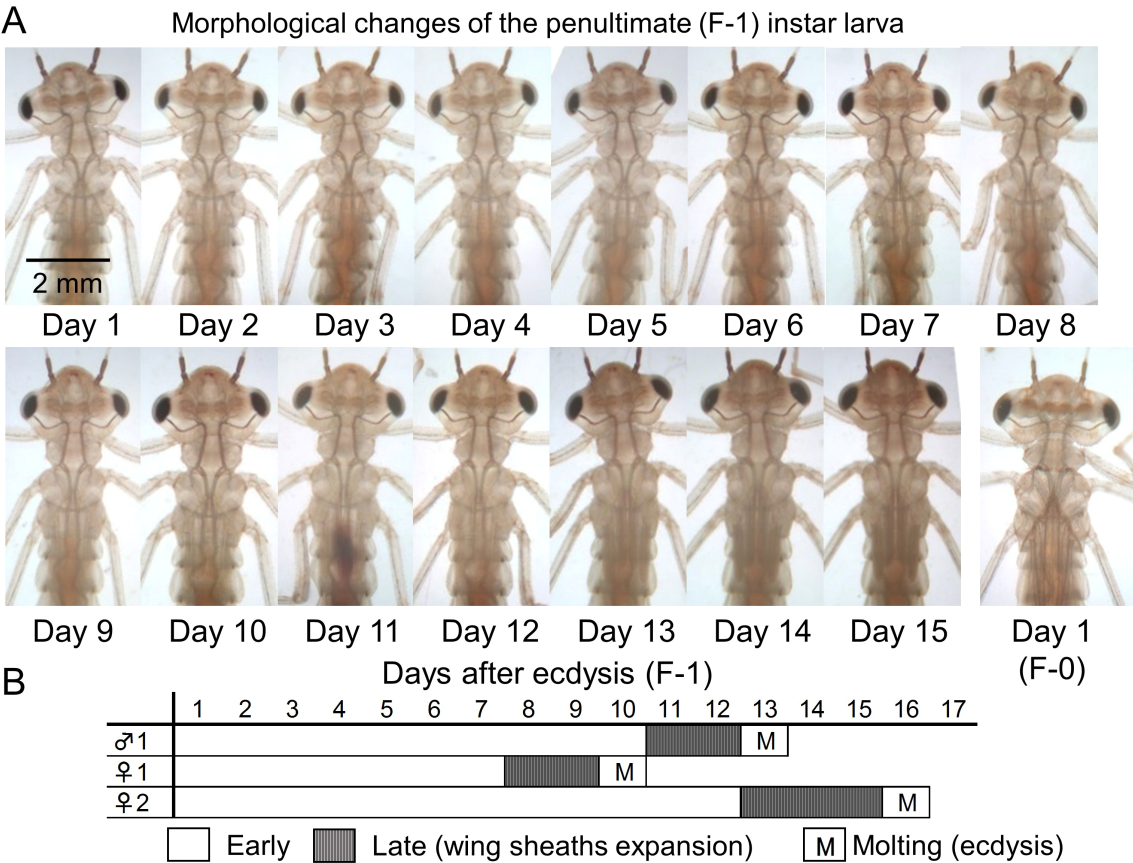 A
Morphological changes of the penultimate (F-1) instar larva
2 mm
Day 1 Day 2 Day 3 Day 4 Day 5 Day 6 Day 7 Day 8
Day 9 Day 10 Day 11 Day 12 Day 13 Day 14 Day 15 Day 1
(F-0)
B
Days after ecdysis (F-1)
1 2 3 4 5 6 7 8 9 10 11 12 13 14 15 16 17
♂1 M
♀1 M
♀2 M
Early Late (wing sheaths expansion) M Molting (ecdysis)